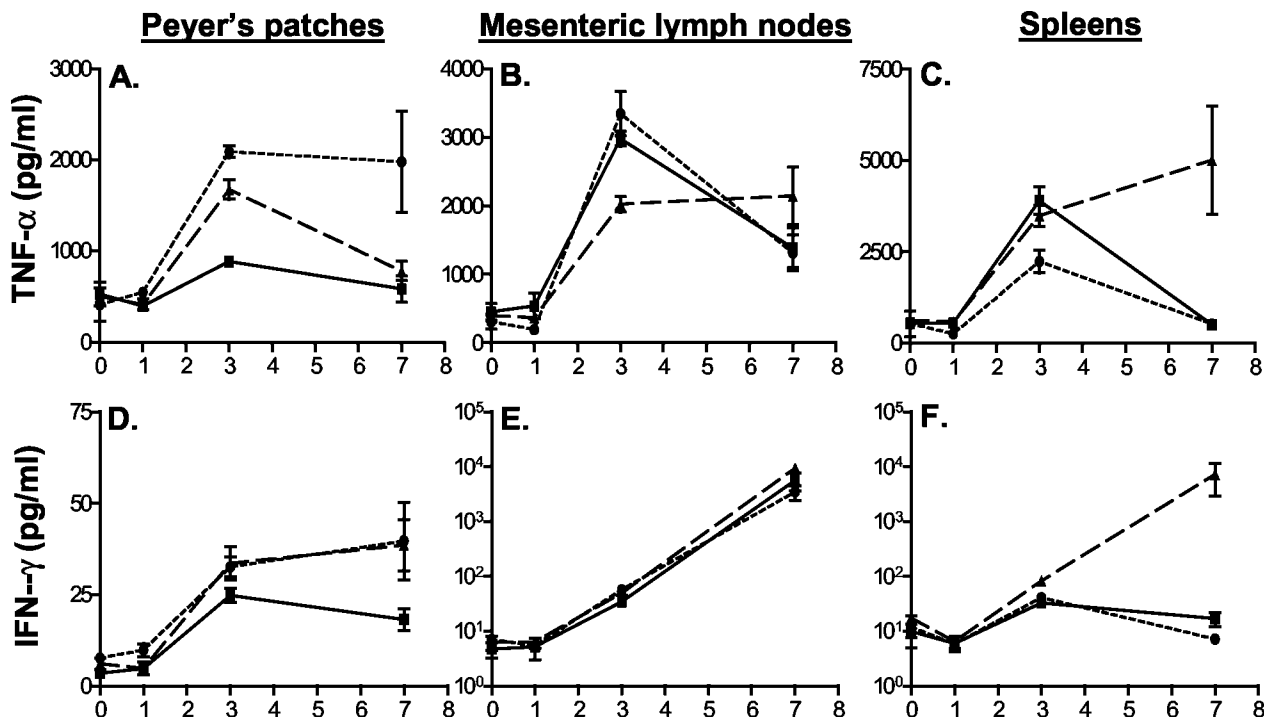 Peyer's patches Mesenteric lymph nodes Spleens
TNF-α (pg/ml)
A.
3000
2000
1000
0
0 1 2 3 4 5 6 7 8
B.
4000
3000
2000
1000
0
0 1 2 3 4 5 6 7 8
C.
7500
5000
2500
0
0 1 2 3 4 5 6 7 8
IFN--γ (pg/ml)
D.
75
50
25
0
0 1 2 3 4 5 6 7 8
E.
10⁵
10⁴
10³
10²
10¹
10⁰
0 1 2 3 4 5 6 7 8
F.
10⁵
10⁴
10³
10²
10¹
10⁰
0 1 2 3 4 5 6 7 8